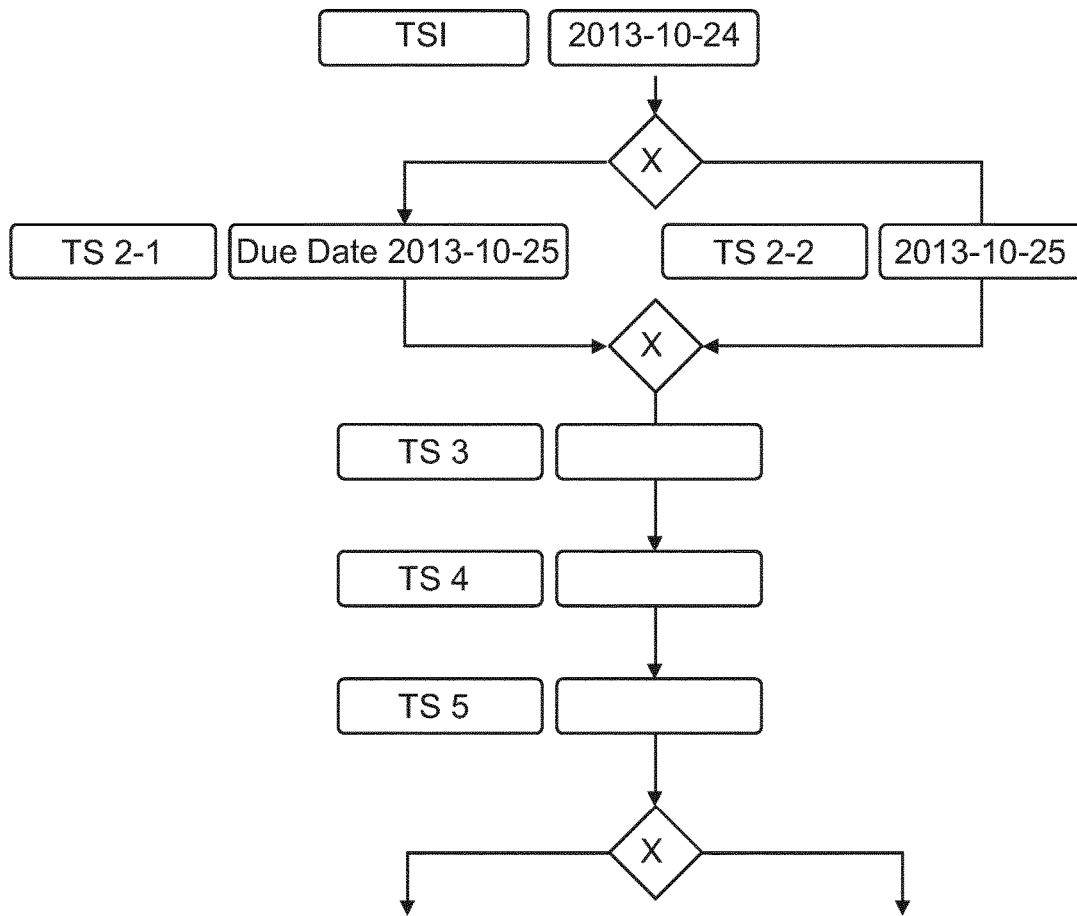 TSI 2013-10-24
X
TS 2-1 Due Date 2013-10-25 TS 2-2 2013-10-25
X
TS 3
TS 4
TS 5
X